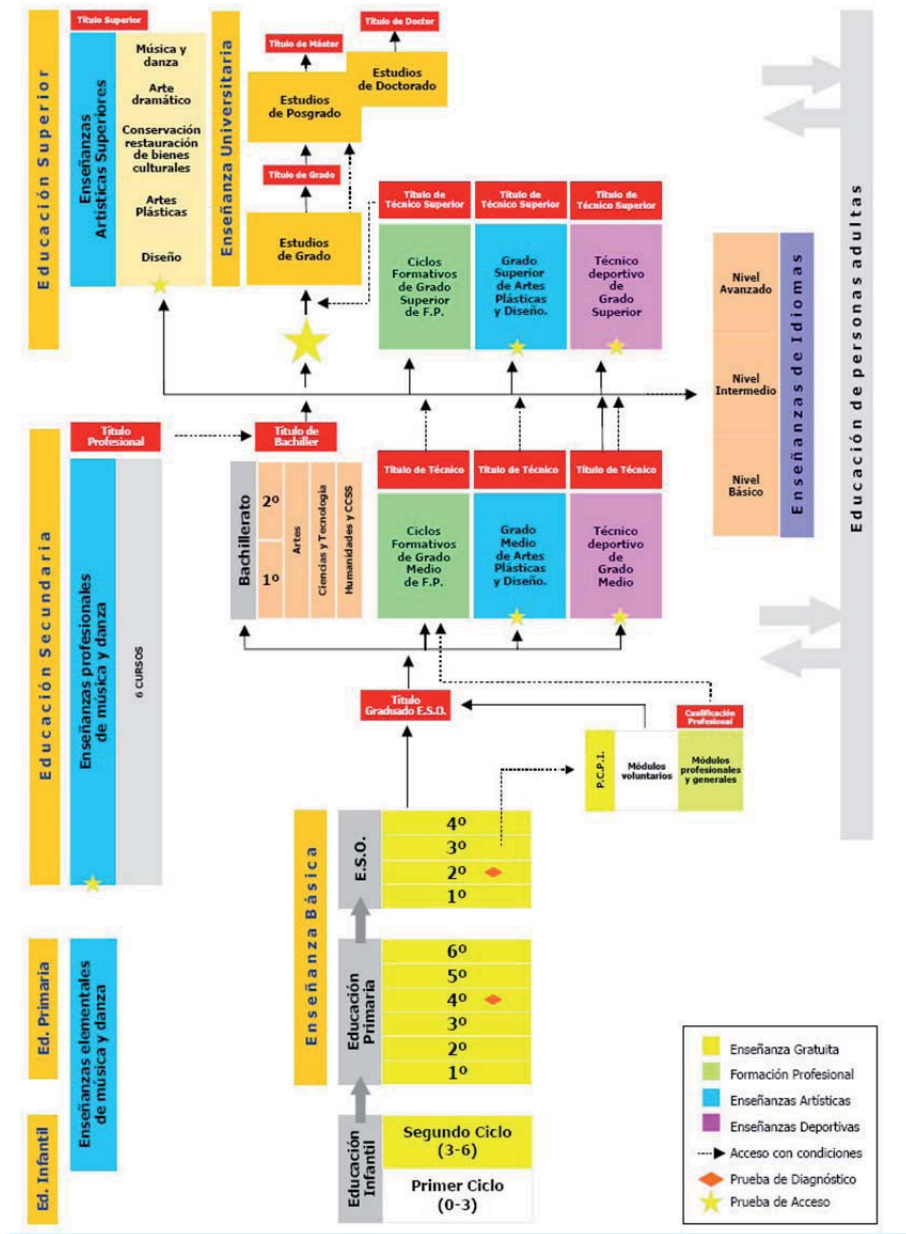 Educación Superior
Título Superior
Enseñanzas
Artísticas Superiores
Música y
danza
Arte
dramático
Conservación
restauración
de bienes
culturales
Artes
Plásticas
Diseño
Enseñanza Universitaria
Título de Máster
Título de Doctor
Estudios
de Posgrado
Estudios
de Doctorado
Título de Grado
Estudios
de Grado
Título de
Técnico Superior
Título de
Técnico Superior
Título de
Técnico Superior
Ciclos
Formativos
de Grado
Superior
de F.P.
Grado
Superior
de Artes
Plásticas
y Diseño.
Técnico
deportivo
de
Grado
Superior
Nivel
Avanzado
Nivel
Intermedio
Nivel
Básico
Enseñanzas de Idiomas
Educación de personas adultas
Educación Secundaria
Título
Profesional
Enseñanzas profesionales
de música y danza
6 CURSOS
Título de
Bachiller
Bachillerato
2º
1º
Artes
Ciencias y Tecnología
Humanidades y CCSS
Título de Técnico
Título de Técnico
Título de Técnico
Ciclos
Formativos
de Grado
Medio
de F.P.
Grado
Medio
de Artes
Plásticas
y Diseño.
Técnico
deportivo
de
Grado
Medio
Título
Graduado E.S.O.
Cualificación
Profesional
P.C.P.I.
Módulos
voluntarios
Módulos
profesionales
y generales
Enseñanza Básica
E.S.O.
4º
3º
2º
1º
Ed. Primaria
Enseñanzas elementales
de música y danza
Educación
Primaria
6º
5º
4º
3º
2º
1º
Ed. Infantil
Educación
Infantil
Segundo Ciclo
(3-6)
Primer Ciclo
(0-3)
Enseñanza Gratuita
Formación Profesional
Enseñanzas Artísticas
Enseñanzas Deportivas
Acceso con condiciones
Prueba de Diagnóstico
Prueba de Acceso